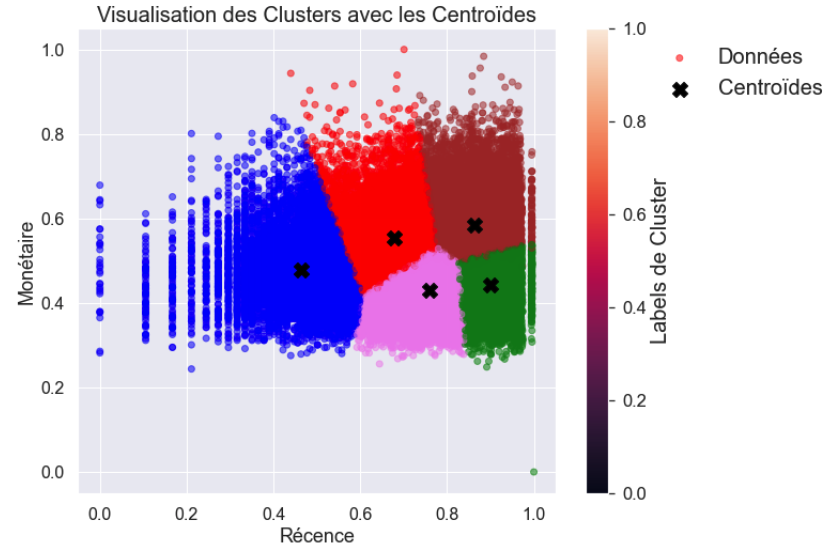 Visualisation des Clusters avec les Centroïdes
Monétaire
1.0
0.8
0.6
0.4
0.2
0.0
0.0 0.2 0.4 0.6 0.8 1.0
Récence
1.0
0.8
0.6
0.4
0.2
0.0
Labels de Cluster
Données
Centroïdes